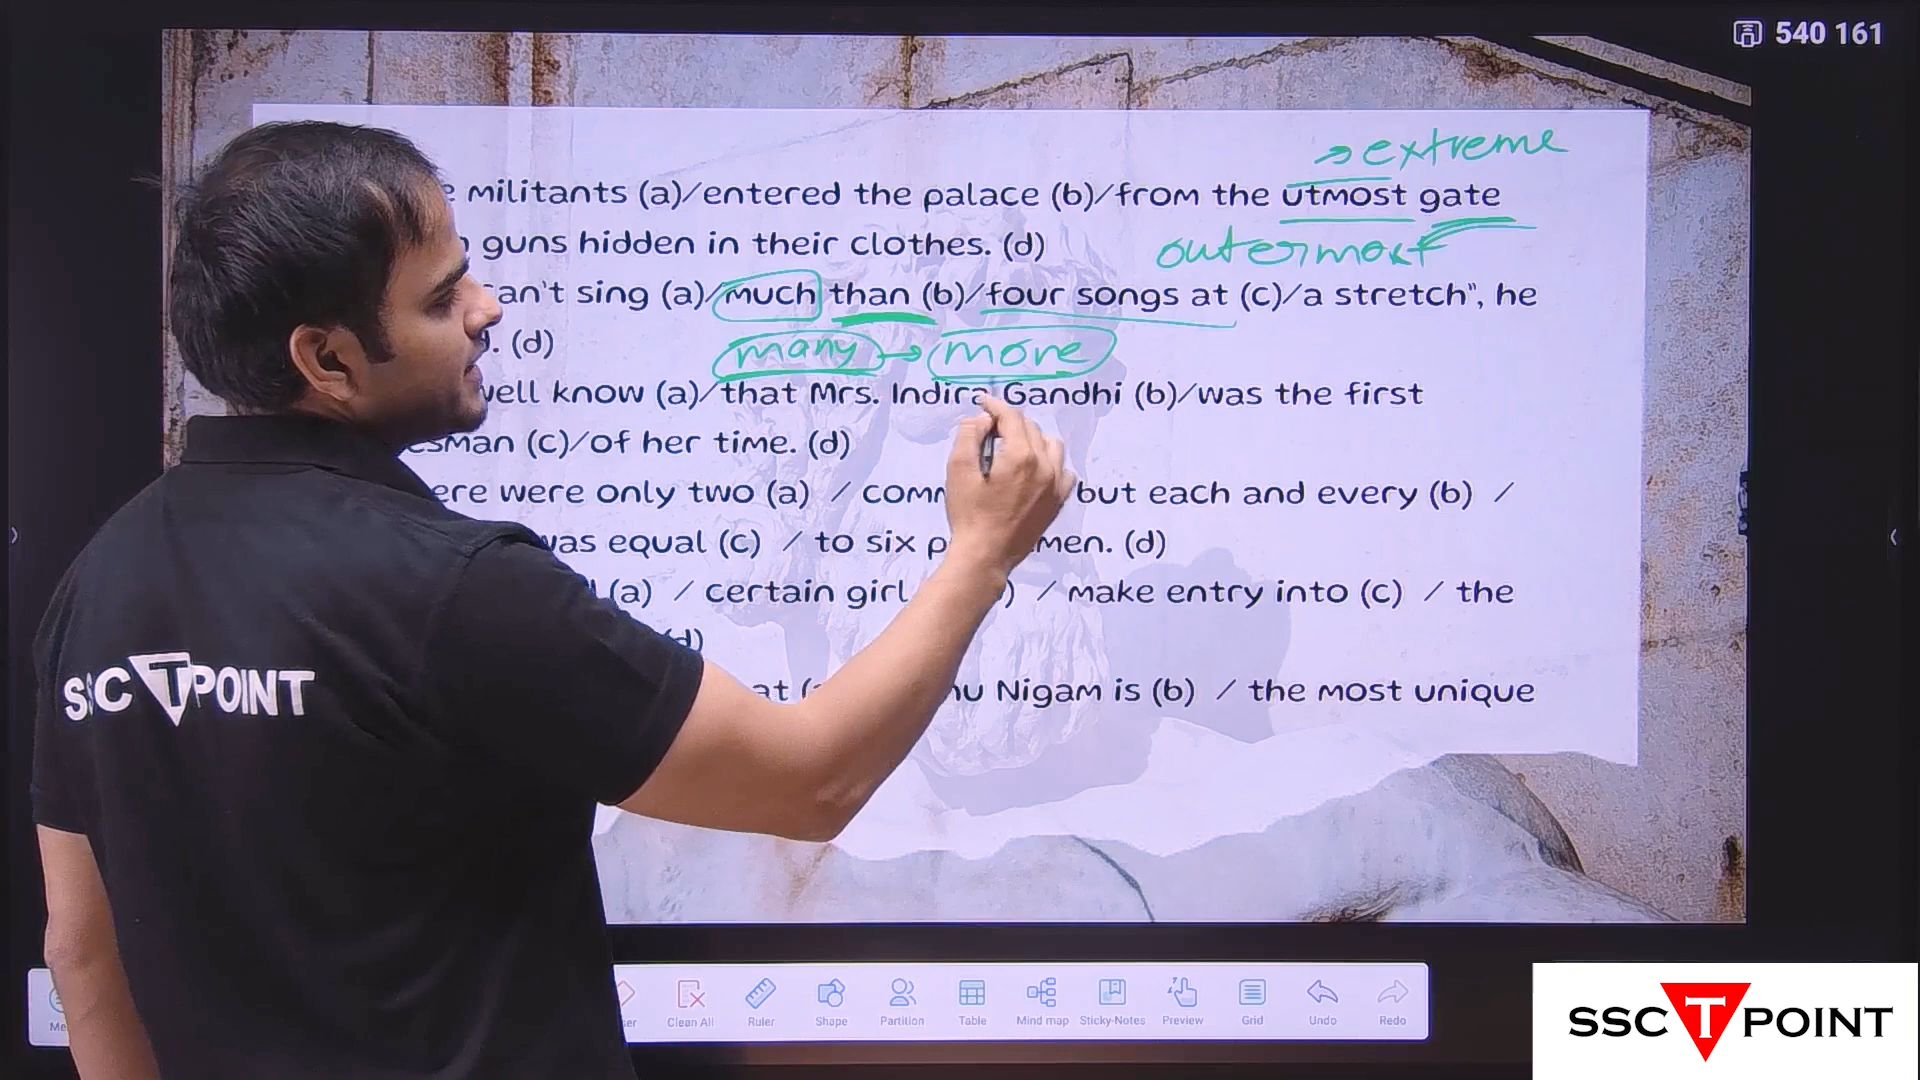 540 161
→ extreme
militants (a)/entered the palace (b)/from the utmost gate
guns hidden in their clothes. (d)
outermost
an't sing (a)/much than (b)/four songs at (c)/a stretch", he
. (d)
many → more
well know (a)/that Mrs. Indira Gandhi (b)/was the first
sman (c)/of her time. (d)
ere were only two (a) / comm but each and every (b) /
was equal (c) / to six p men. (d)
(a) / certain girl ) / make entry into (c) / the
d)
at ( nu Nigam is (b) / the most unique
SSC T POINT
Clean All
Ruler
Shape
Partition
Table
Mind map
Sticky-Notes
Preview
Grid
Undo
Redo
SSC T POINT